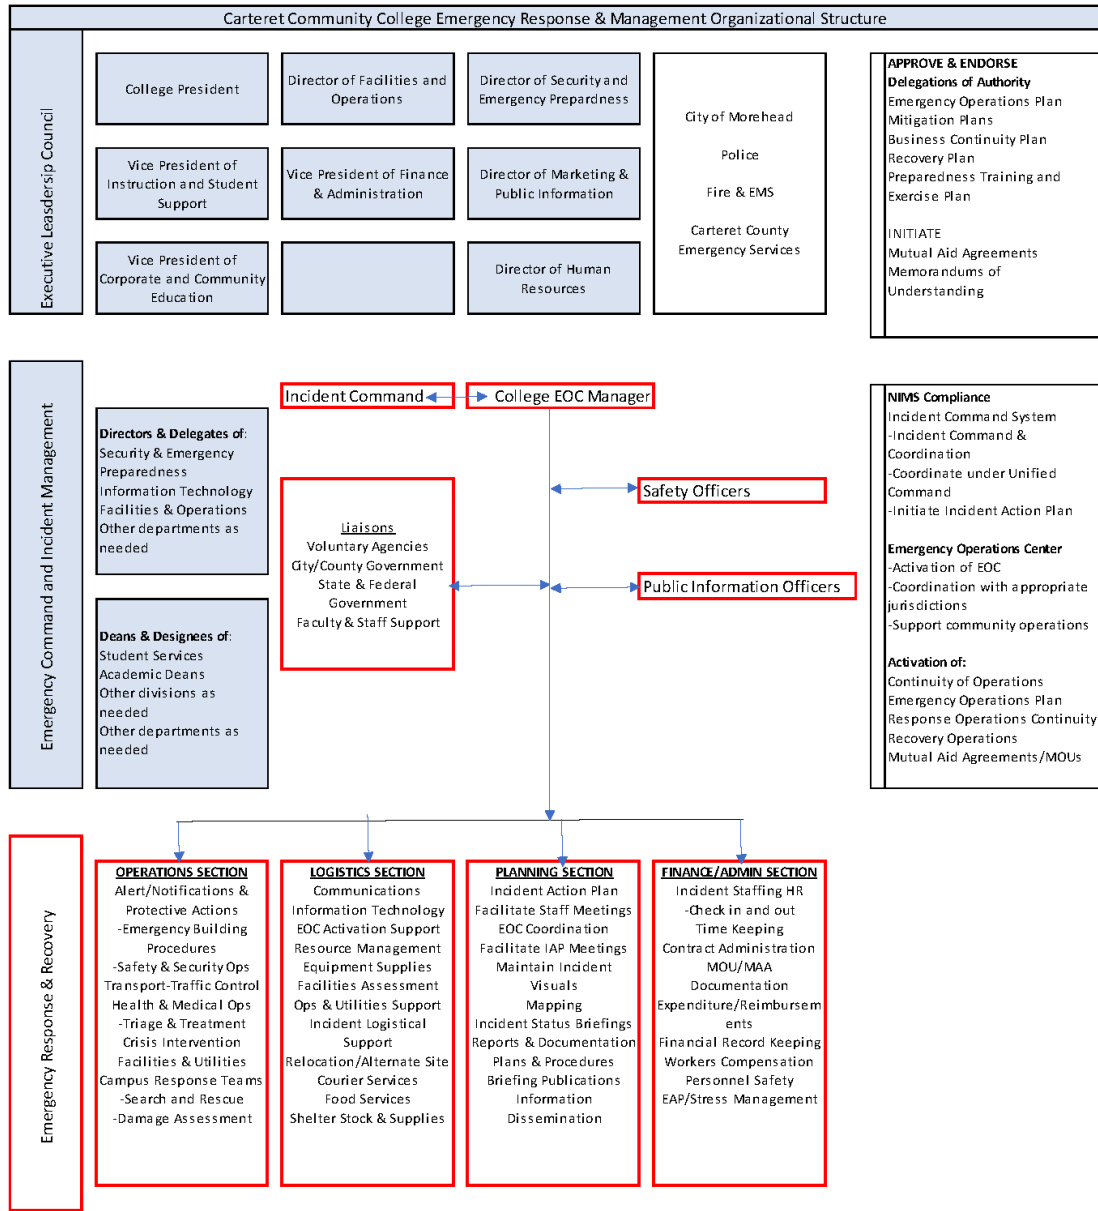 Carteret Community College Emergency Response & Management Organizational Structure
Executive Leasdership Council
College President
Director of Facilities and
Operations
Director of Security and
Emergency Prepardness
Vice President of
Instruction and Student
Support
Vice President of Finance
& Administration
Director of Marketing &
Public Information
Vice President of
Corporate and Community
Education
Director of Human
Resources
City of Morehead
Police
Fire & EMS
Carteret County
Emergency Services
APPROVE & ENDORSE
Delegations of Authority
Emergency Operations Plan
Mitigation Plans
Business Continuity Plan
Recovery Plan
Preparedness Training and
Exercise Plan
INITIATE
Mutual Aid Agreements
Memorandums of
Understanding
Emergency Command and Incident Management
Directors & Delegates of:
Security & Emergency
Preparedness
Information Technology
Facilities & Operations
Other departments as
needed
Deans & Designees of:
Student Services
Academic Deans
Other divisions as
needed
Other departments as
needed
Incident Command
College EOC Manager
Liaisons
Voluntary Agencies
City/County Government
State & Federal
Government
Faculty & Staff Support
Safety Officers
Public Information Officers
NIMS Compliance
Incident Command System
-Incident Command &
Coordination
-Coordinate under Unified
Command
-Initiate Incident Action Plan
Emergency Operations Center
-Activation of EOC
-Coordination with appropriate
jurisdictions
-Support community operations
Activation of:
Continuity of Operations
Emergency Operations Plan
Response Operations Continuity
Recovery Operations
Mutual Aid Agreements/MOUs
Emergency Response & Recovery
OPERATIONS SECTION
Alert/Notifications &
Protective Actions
-Emergency Building
Procedures
-Safety & Security Ops
Transport-Traffic Control
Health & Medical Ops
-Triage & Treatment
Crisis Intervention
Facilities & Utilities
Campus Response Teams
-Search and Rescue
-Damage Assessment
LOGISTICS SECTION
Communications
Information Technology
EOC Activation Support
Resource Management
Equipment Supplies
Facilities Assessment
Ops & Utilities Support
Incident Logistical
Support
Relocation/Alternate Site
Courier Services
Food Services
Shelter Stock & Supplies
PLANNING SECTION
Incident Action Plan
Facilitate Staff Meetings
EOC Coordination
Facilitate IAP Meetings
Maintain Incident
Visuals
Mapping
Incident Status Briefings
Reports & Documentation
Plans & Procedures
Briefing Publications
Information
Dissemination
FINANCE/ADMIN SECTION
Incident Staffing HR
-Check in and out
Time Keeping
Contract Administration
MOU/MAA
Documentation
Expenditure/Reimbursem
ents
Financial Record Keeping
Workers Compensation
Personnel Safety
EAP/Stress Management